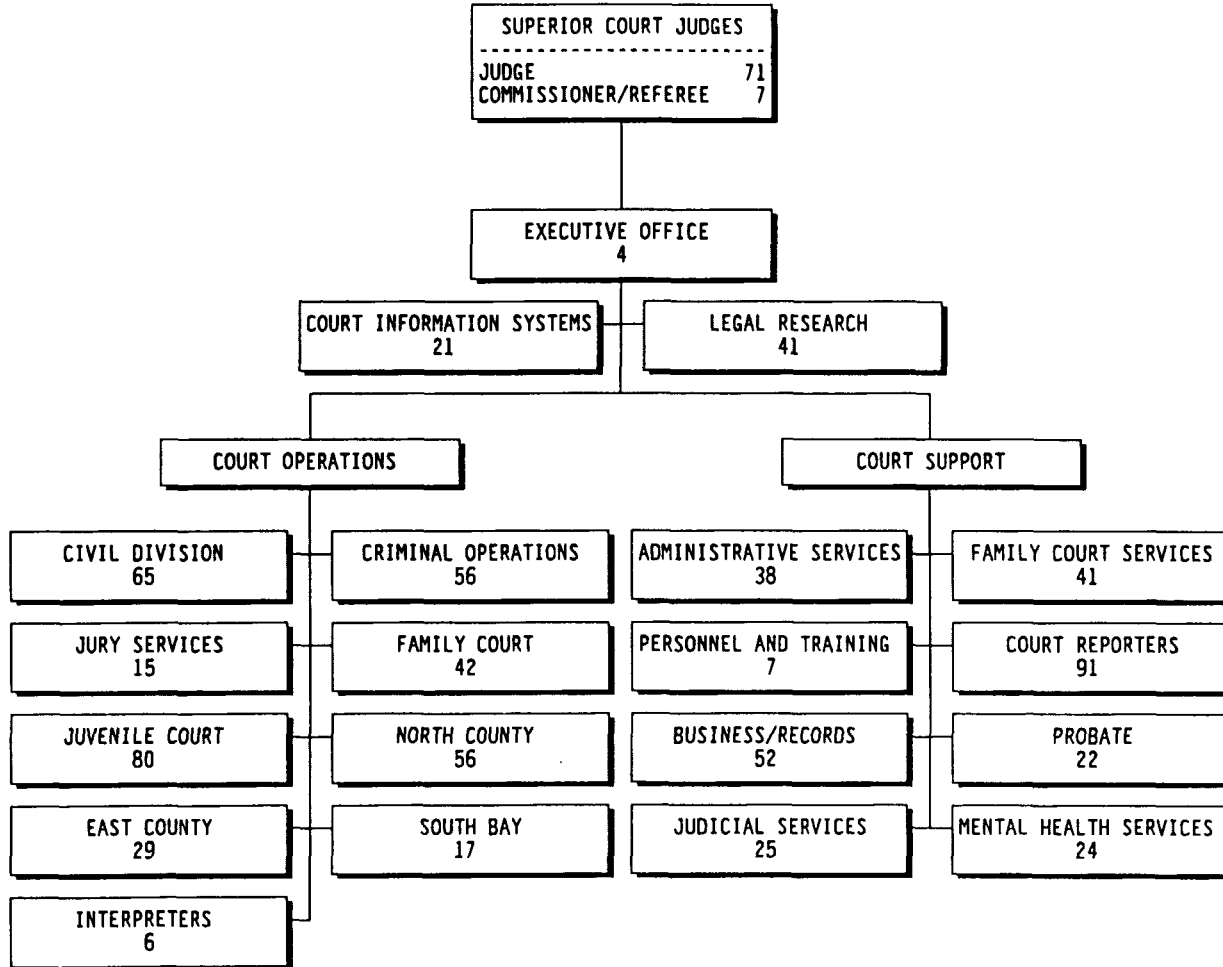 SUPERIOR COURT JUDGES
JUDGE 71
COMMISSIONER/REFEREE 7
EXECUTIVE OFFICE
4
COURT INFORMATION SYSTEMS
21
LEGAL RESEARCH
41
COURT OPERATIONS
COURT SUPPORT
CIVIL DIVISION
65
CRIMINAL OPERATIONS
56
ADMINISTRATIVE SERVICES
38
FAMILY COURT SERVICES
41
JURY SERVICES
15
FAMILY COURT
42
PERSONNEL AND TRAINING
7
COURT REPORTERS
91
JUVENILE COURT
80
NORTH COUNTY
56
BUSINESS/RECORDS
52
PROBATE
22
EAST COUNTY
29
SOUTH BAY
17
JUDICIAL SERVICES
25
MENTAL HEALTH SERVICES
24
INTERPRETERS
6